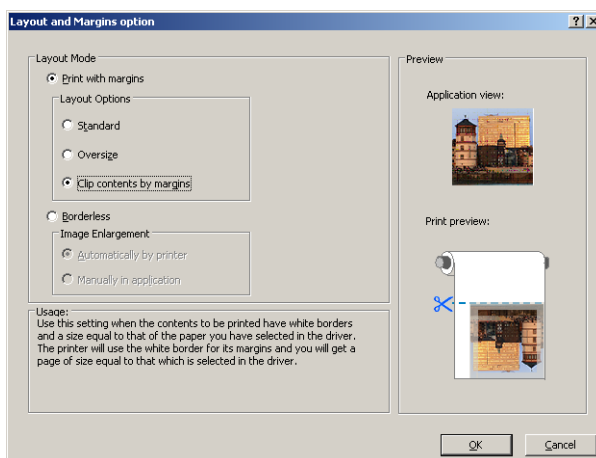 Layout and Margins option
Layout Mode
Print with margins
Layout Options
Standard
Oversize
Clip contents by margins
Borderless
Image Enlargement
Automatically by printer
Manually in application
Usage:
Use this setting when the contents to be printed have white borders
and a size equal to that of the paper you have selected in the driver.
The printer will use the white border for its margins and you will get a
page of size equal to that which is selected in the driver.
Preview
Application view:
Print preview:
OK
Cancel